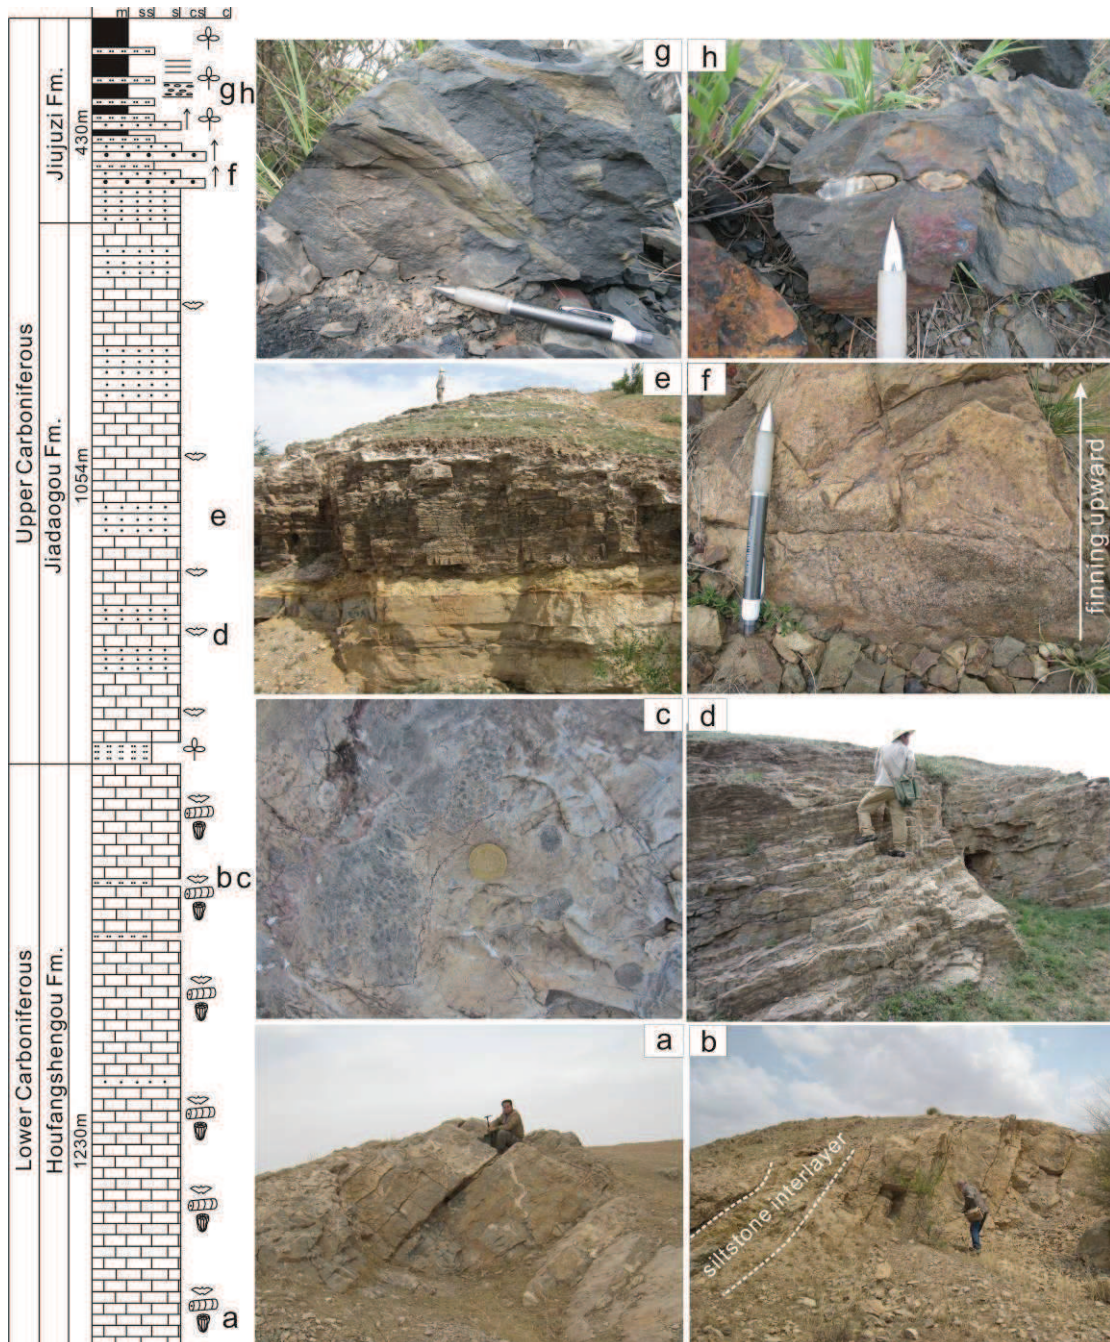 m ss s cs c
Upper Carboniferous
Jiujuzi Fm.
430m
Jiadaogou Fm.
1054m
Lower Carboniferous
Houfangshengou Fm.
1230m
g h
f
e
d
b c
a
g
h
e
f
finning upward
c
d
a
b
siltstone interlayer